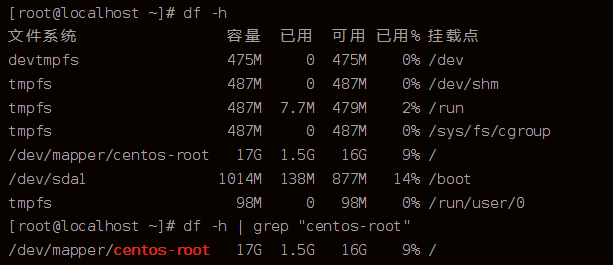 [root@localhost ~]# df -h
文件系统 容量 已用 可用 已用% 挂载点
devtmpfs 475M 0 475M 0% /dev
tmpfs 487M 0 487M 0% /dev/shm
tmpfs 487M 7.7M 479M 2% /run
tmpfs 487M 0 487M 0% /sys/fs/cgroup
/dev/mapper/centos-root 17G 1.5G 16G 9% /
/dev/sda1 1014M 138M 877M 14% /boot
tmpfs 98M 0 98M 0% /run/user/0
[root@localhost ~]# df -h | grep "centos-root"
/dev/mapper/centos-root 17G 1.5G 16G 9% /